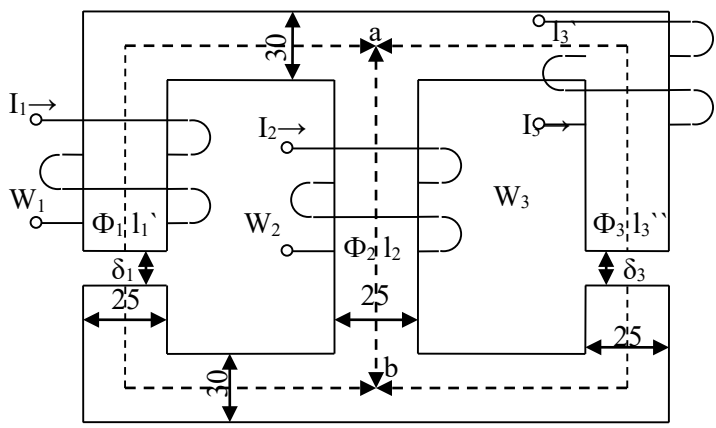 a
I₃`
30
I₁→
I₂→
I₃→
W₁
Φ₁ l₁`
W₂
Φ₂ l₂
W₃
Φ₃ l₃``
δ₁
δ₃
25
25
25
30
b